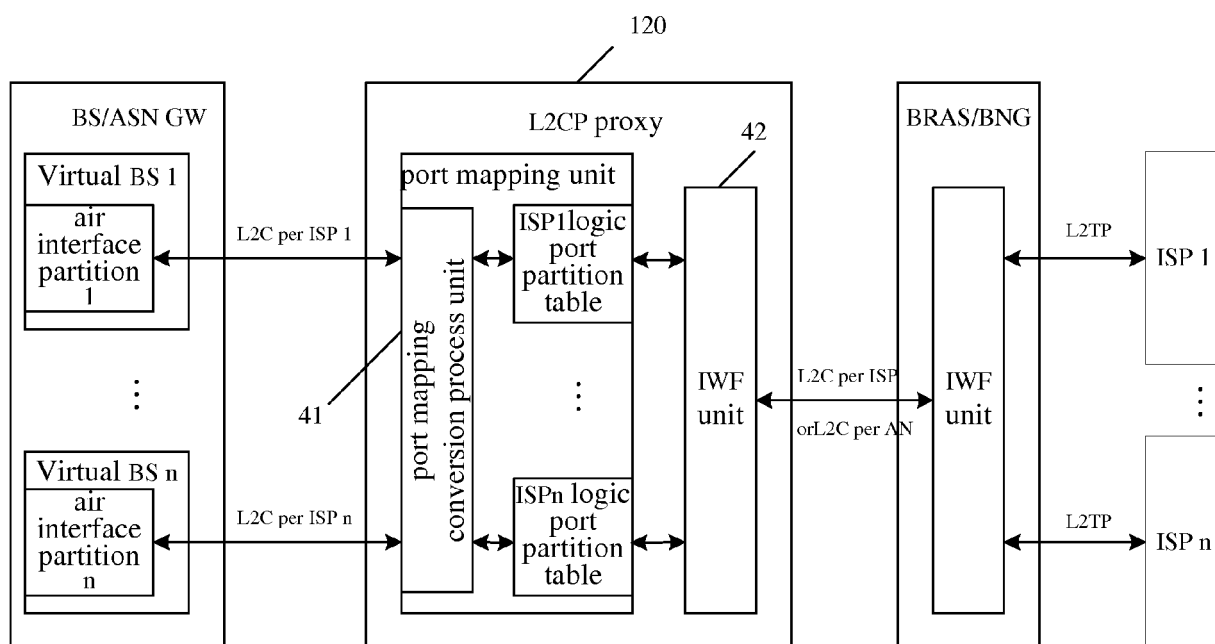 120
BS/ASN GW
Virtual BS 1
air
interface
partition
1
Virtual BS n
air
interface
partition
n
L2C per ISP 1
L2C per ISP n
L2CP proxy
port mapping unit
41
port mapping
conversion process unit
ISP1logic
port
partition
table
ISPn logic
port
partition
table
42
IWF
unit
L2C per ISP
orL2C per AN
BRAS/BNG
IWF
unit
L2TP
L2TP
ISP 1
ISP n